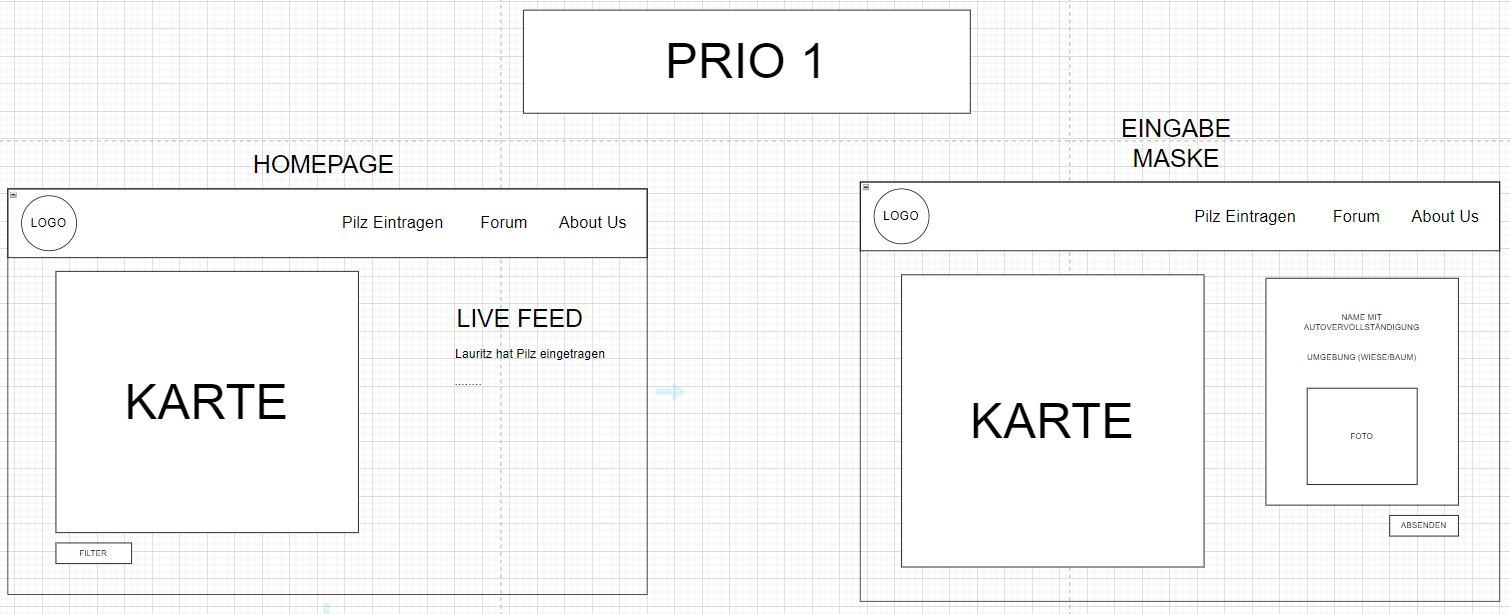 PRIO 1
HOMEPAGE
LOGO
Pilz Eintragen
Forum
About Us
KARTE
LIVE FEED
Lauritz hat Pilz eingetragen
........
FILTER
EINGABE
MASKE
LOGO
Pilz Eintragen
Forum
About Us
KARTE
NAME MIT
AUTOVERVOLLSTÄNDIGUNG
UMGEBUNG (WIESE/BAUM)
FOTO
ABSENDEN